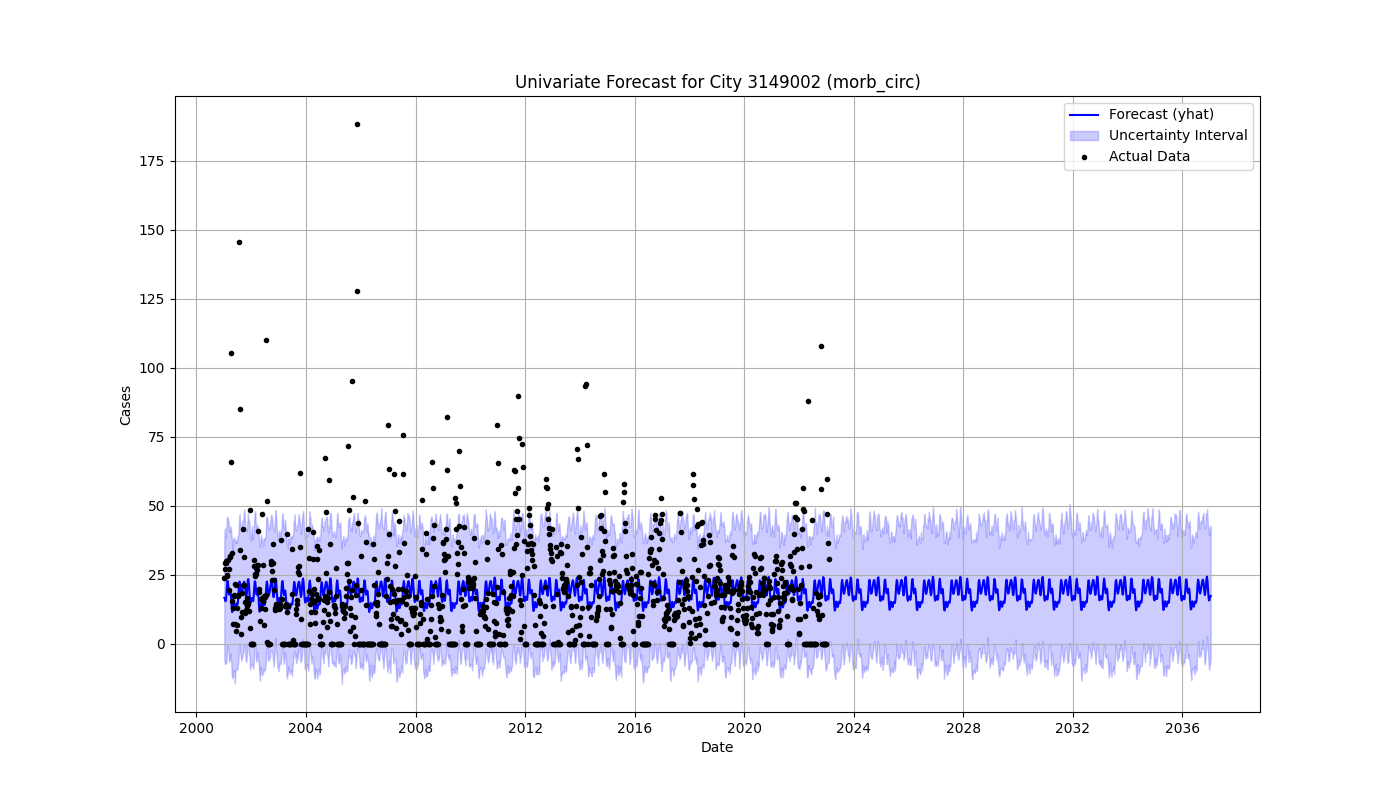 Univariate Forecast for City 3149002 (morb_circ)
Forecast (yhat)
Uncertainty Interval
Actual Data
Cases
175
150
125
100
75
50
25
0
2000 2004 2008 2012 2016 2020 2024 2028 2032 2036
Date